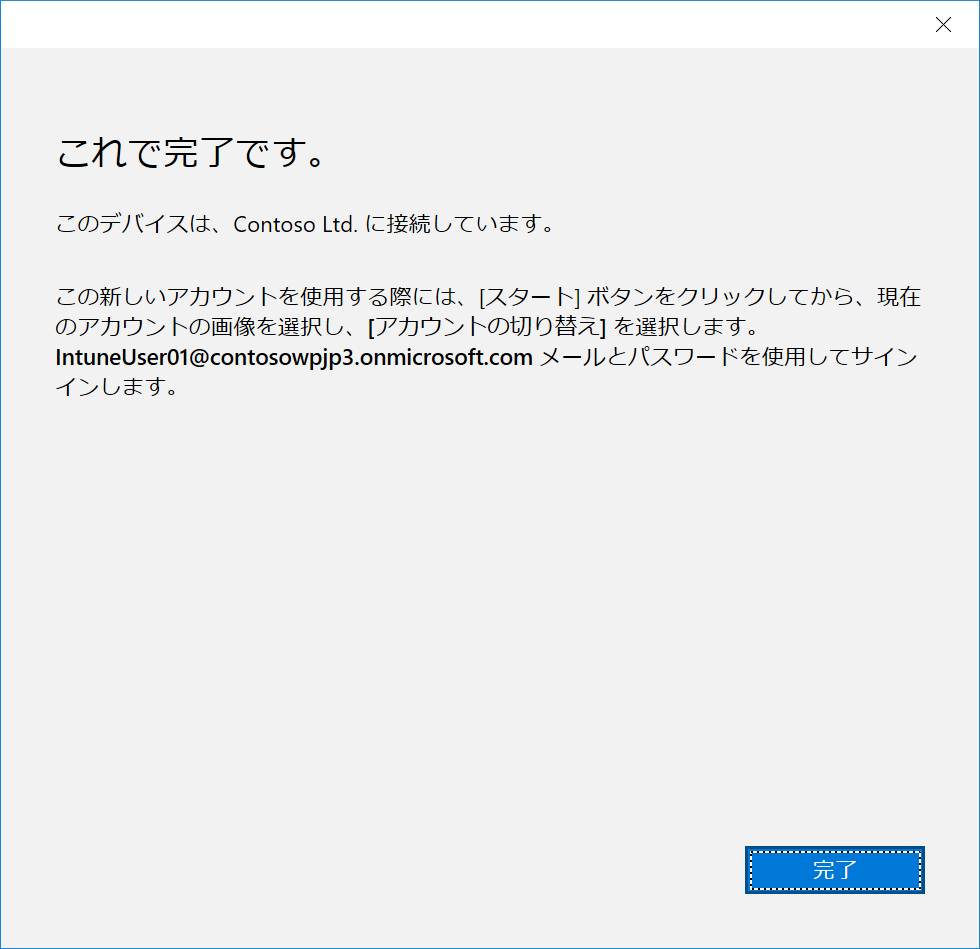 これで完了です。
このデバイスは、Contoso Ltd. に接続しています。
この新しいアカウントを使用する際には、[スタート] ボタンをクリックしてから、現在
のアカウントの画像を選択し、[アカウントの切り替え] を選択します。
IntuneUser01@contosowpjp3.onmicrosoft.com メールとパスワードを使用してサイン
インします。
完了